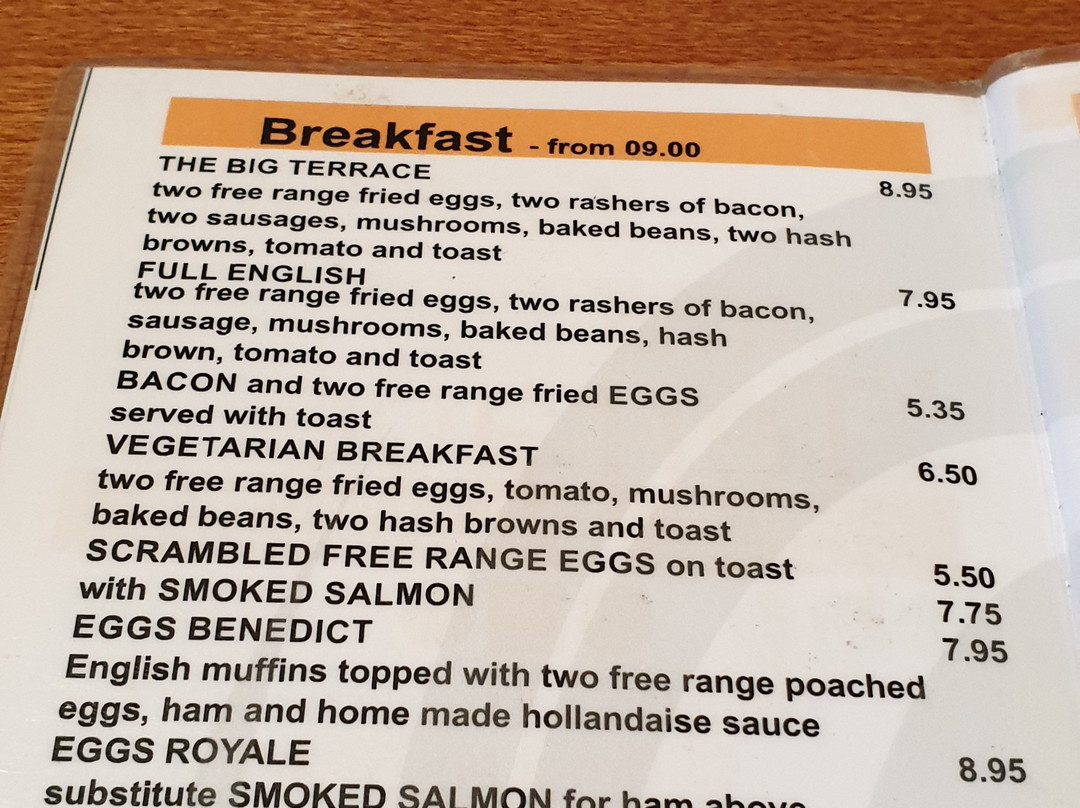 Breakfast - from 09.00
THE BIG TERRACE 8.95
two free range fried eggs, two rashers of bacon,
two sausages, mushrooms, baked beans, two hash
browns, tomato and toast
FULL ENGLISH 7.95
two free range fried eggs, two rashers of bacon,
sausage, mushrooms, baked beans, hash
brown, tomato and toast
BACON and two free range fried EGGS 5.35
served with toast
VEGETARIAN BREAKFAST 6.50
two free range fried eggs, tomato, mushrooms,
baked beans, two hash browns and toast
SCRAMBLED FREE RANGE EGGS on toast 5.50
with SMOKED SALMON 7.75
EGGS BENEDICT 7.95
English muffins topped with two free range poached
eggs, ham and home made hollandaise sauce
EGGS ROYALE 8.95
substitute SMOKED SALMON for ham above